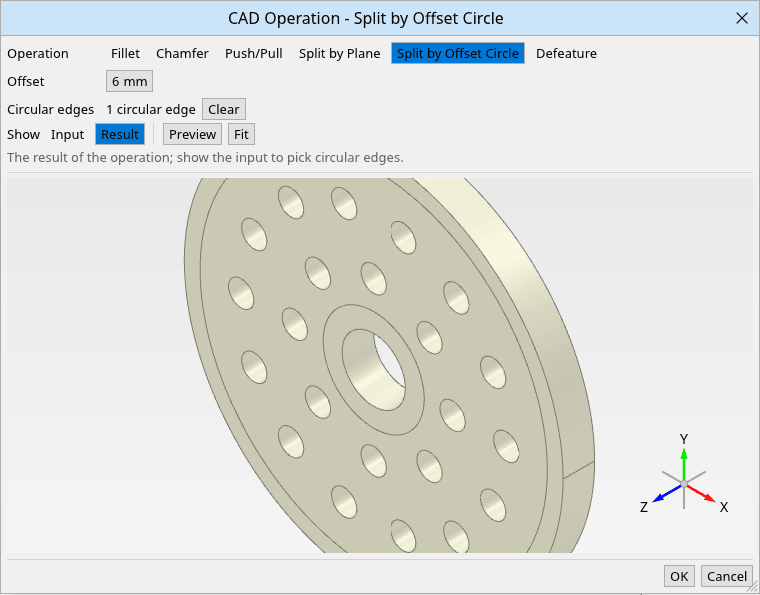 CAD Operation - Split by Offset Circle
Operation Fillet Chamfer Push/Pull Split by Plane Split by Offset Circle Defeature
Offset 6 mm
Circular edges 1 circular edge Clear
Show Input Result Preview Fit
The result of the operation; show the input to pick circular edges.
Y
Z X
OK Cancel